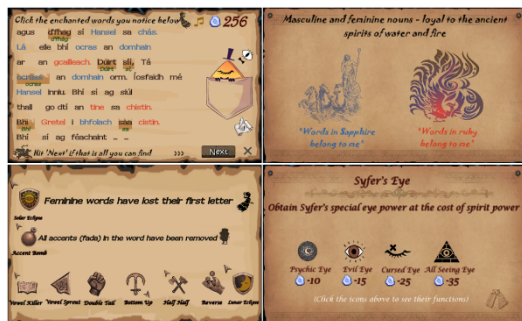 Click the enchanted words you notice below
256
agus d'fhág sí Hansel sa chás.
Lá eile bhí ocras an domhain
ar an gcailleach. Dúirt sí, Tá
an domhain orm. Íosfaidh mé
Hansel inniu. Bhí sí ag siúl
thall go dtí an tine sa chistin.
Bhí Gretel i bhfolach sa cistin.
Bhí sí ag féachaint
Hit 'Next' if that is all you can find >>>
Next
Masculine and feminine nouns - loyal to the ancient
spirits of water and fire
"Words in Sapphire
belong to me"
"Words in ruby
belong to me"
Feminine words have lost their first letter
Solar Eclipse
All accents (fada) in the word have been removed
Accent Bomb
Vowel Killer
Vowel Sprout
Double Tail
Bottom Up
Half Half
Reverse
Lunar Eclipse
Syfer's Eye
Obtain Syfer's special eye power at the cost of spirit power
Psychic Eye
Evil Eye
Cursed Eye
All Seeing Eye
-10
-15
-25
-35
(Click the icons above to see their functions)